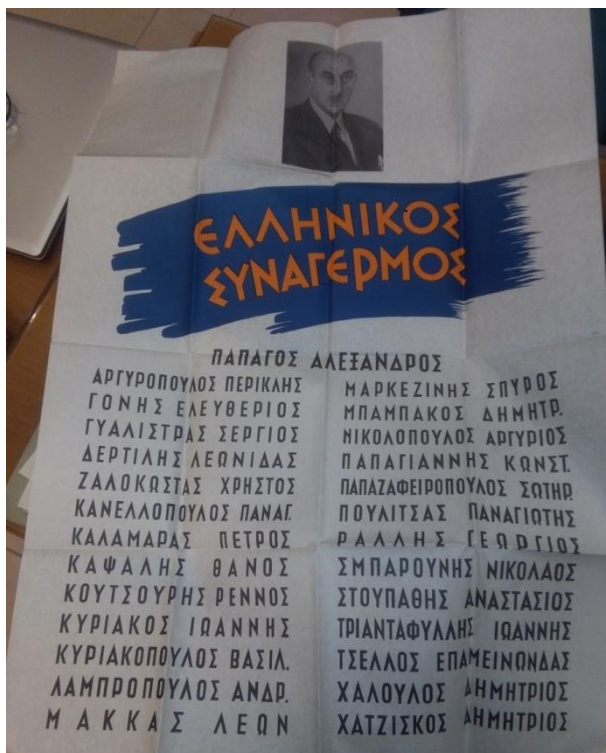 ΕΛΛΗΝΙΚΟΣ
ΣΥΝΑΓΕΡΜΟΣ
ΠΑΠΑΓΟΣ ΑΛΕΞΑΝΔΡΟΣ
ΑΡΓΥΡΟΠΟΥΛΟΣ ΠΕΡΙΚΛΗΣ
ΓΟΝΗΣ ΕΛΕΥΘΕΡΙΟΣ
ΓΥΑΛΙΣΤΡΑΣ ΣΕΡΓΙΟΣ
ΔΕΡΤΙΛΗΣ ΛΕΩΝΙΔΑΣ
ΖΑΛΟΚΩΣΤΑΣ ΧΡΗΣΤΟΣ
ΚΑΝΕΛΛΟΠΟΥΛΟΣ ΠΑΝΑΓ.
ΚΑΛΑΜΑΡΑΣ ΠΕΤΡΟΣ
ΚΑΨΑΛΗΣ ΘΑΝΟΣ
ΚΟΥΤΣΟΥΡΗΣ ΡΕΝΝΟΣ
ΚΥΡΙΑΚΟΣ ΙΩΑΝΝΗΣ
ΚΥΡΙΑΚΟΠΟΥΛΟΣ ΒΑΣΙΛ.
ΛΑΜΠΡΟΠΟΥΛΟΣ ΑΝΔΡ.
ΜΑΚΚΑΣ ΛΕΩΝ
ΜΑΡΚΕΖΙΝΗΣ ΣΠΥΡΟΣ
ΜΠΑΜΠΑΚΟΣ ΔΗΜΗΤΡ.
ΝΙΚΟΛΟΠΟΥΛΟΣ ΑΡΓΥΡΙΟΣ
ΠΑΠΑΓΙΑΝΝΗΣ ΚΩΝΣΤ.
ΠΑΠΑΖΑΦΕΙΡΟΠΟΥΛΟΣ ΣΩΤΗΡ.
ΠΟΥΛΙΤΣΑΣ ΠΑΝΑΓΙΩΤΗΣ
ΡΑΛΛΗΣ ΓΕΩΡΓΙΟΣ
ΣΜΠΑΡΟΥΝΗΣ ΝΙΚΟΛΑΟΣ
ΣΤΟΥΠΑΘΗΣ ΑΝΑΣΤΑΣΙΟΣ
ΤΡΙΑΝΤΑΦΥΛΛΗΣ ΙΩΑΝΝΗΣ
ΤΣΕΛΛΟΣ ΕΠΑΜΕΙΝΩΝΔΑΣ
ΧΑΛΟΥΛΟΣ ΔΗΜΗΤΡΙΟΣ
ΧΑΤΖΙΣΚΟΣ ΔΗΜΗΤΡΙΟΣ